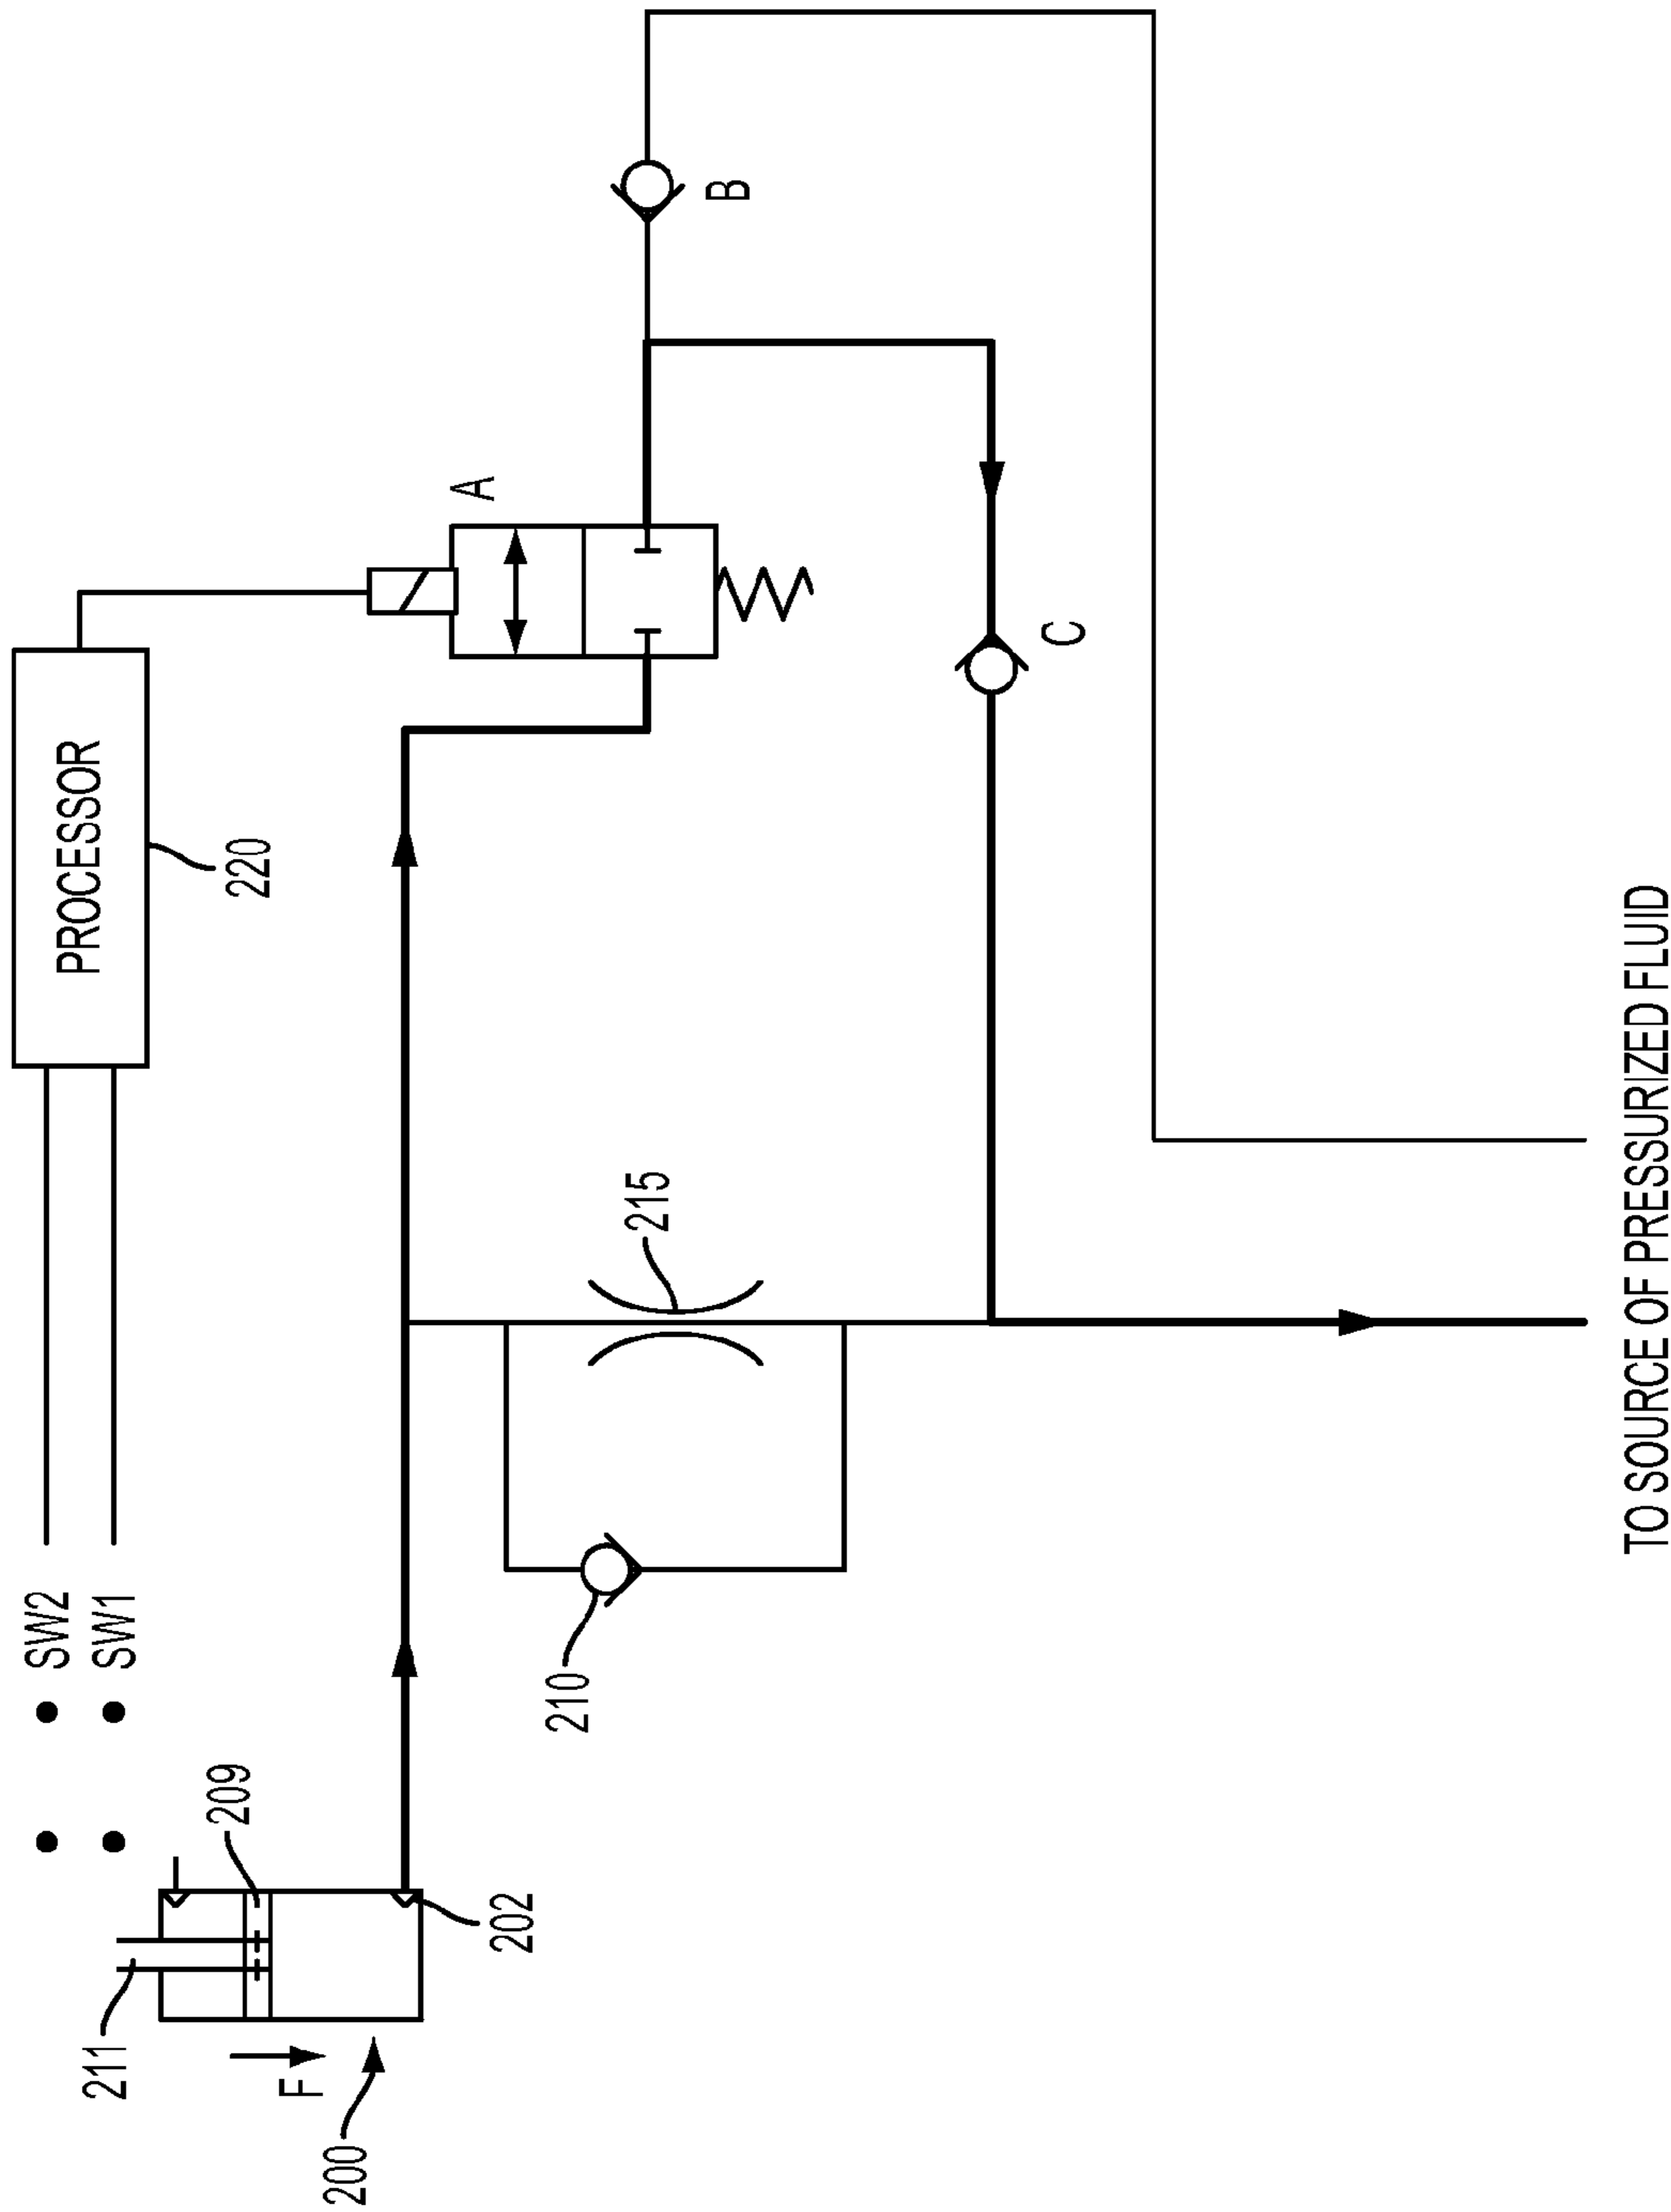 SW2
SW1
PROCESSOR
220
211
209
F
200
202
210
215
A
B
C
TO SOURCE OF PRESSURIZED FLUID